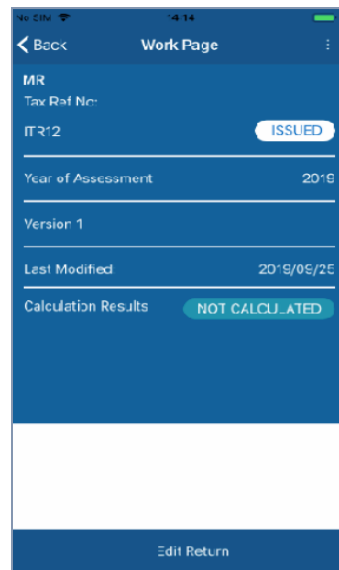 No SIM 14:14
Back Work Page
MR
Tax Ref No:
ITR12 ISSUED
Year of Assessment 2019
Version 1
Last Modified: 2019/09/25
Calculation Results NOT CALCULATED
Edit Return